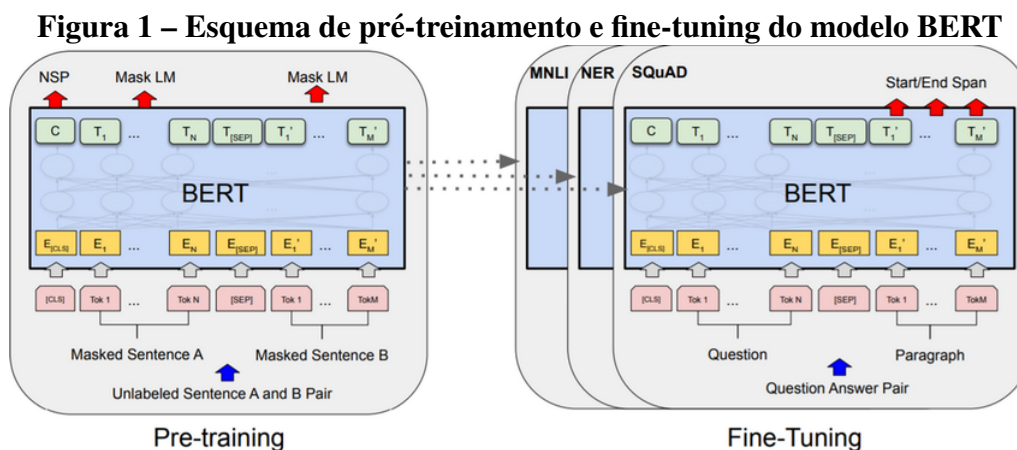 Figura 1 – Esquema de pré-treinamento e fine-tuning do modelo BERT
NSP Mask LM Mask LM
C T1 ... TN T[SEP] T1' ... TM'
BERT
E[CLS] E1 ... EN E[SEP] E1' ... EM'
[CLS] Tok 1 ... Tok N [SEP] Tok 1 ... TokM
Masked Sentence A Masked Sentence B
Unlabeled Sentence A and B Pair
Pre-training
MNLI NER SQuAD
Start/End Span
C T1 ... TN T[SEP] T1' ... TM'
BERT
E[CLS] E1 ... EN E[SEP] E1' ... EM'
[CLS] Tok 1 ... Tok N [SEP] Tok 1 ... TokM
Question Paragraph
Question Answer Pair
Fine-Tuning